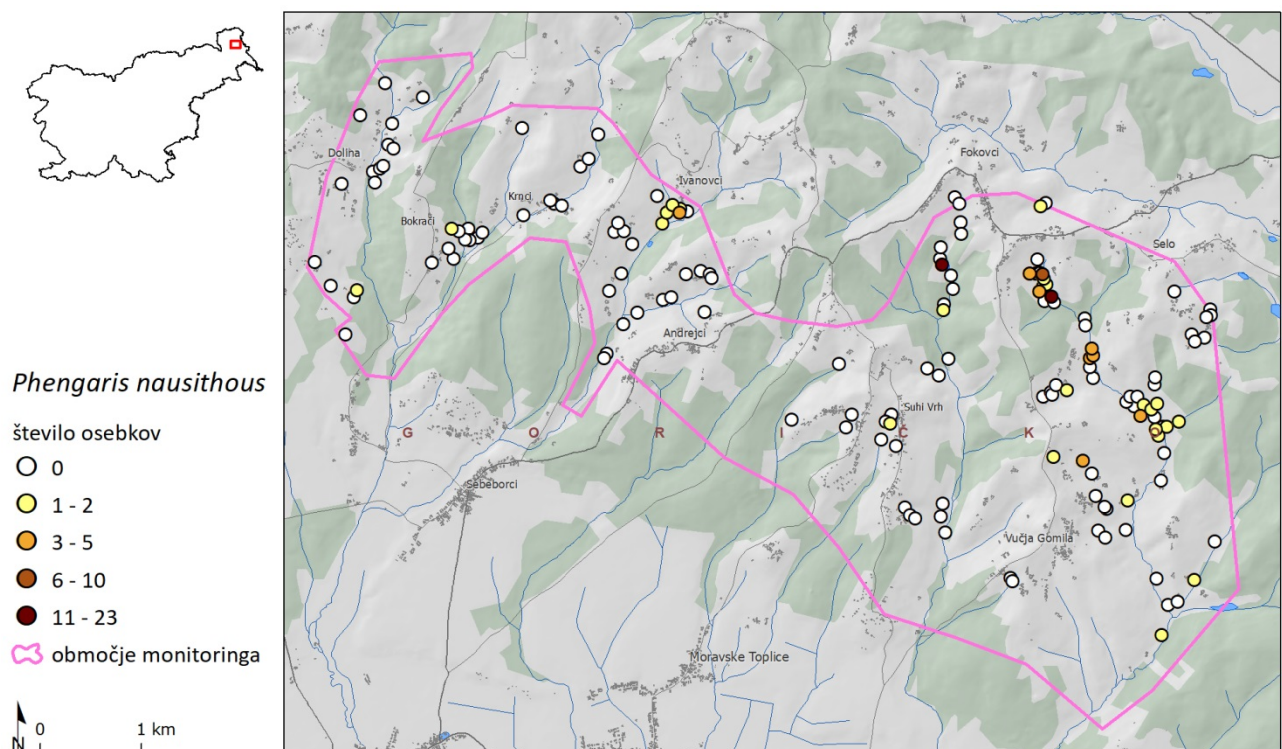 Phengaris nausithous
število osebkov
0
1 - 2
3 - 5
6 - 10
11 - 23
območje monitoringa
N
0 1 km
Dolina
Fokovci
Ivanovci
Krnci
Bokrači
Selo
Andrejci
Suhi Vrh
G O R I Č K O
Sebeborci
Vučja Gomila
Moravske Toplice